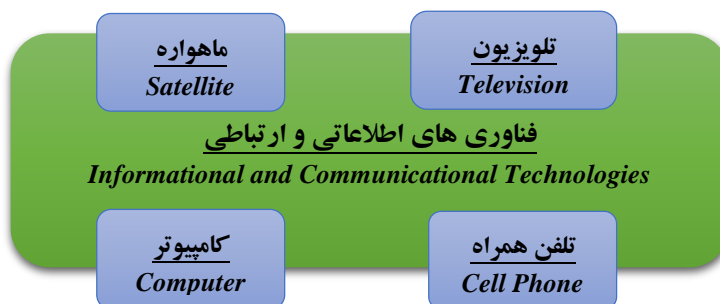 تلویزیون
Television
ماهواره
Satellite
فناوری های اطلاعاتی و ارتباطی
Informational and Communicational Technologies
تلفن همراه
Cell Phone
کامپیوتر
Computer